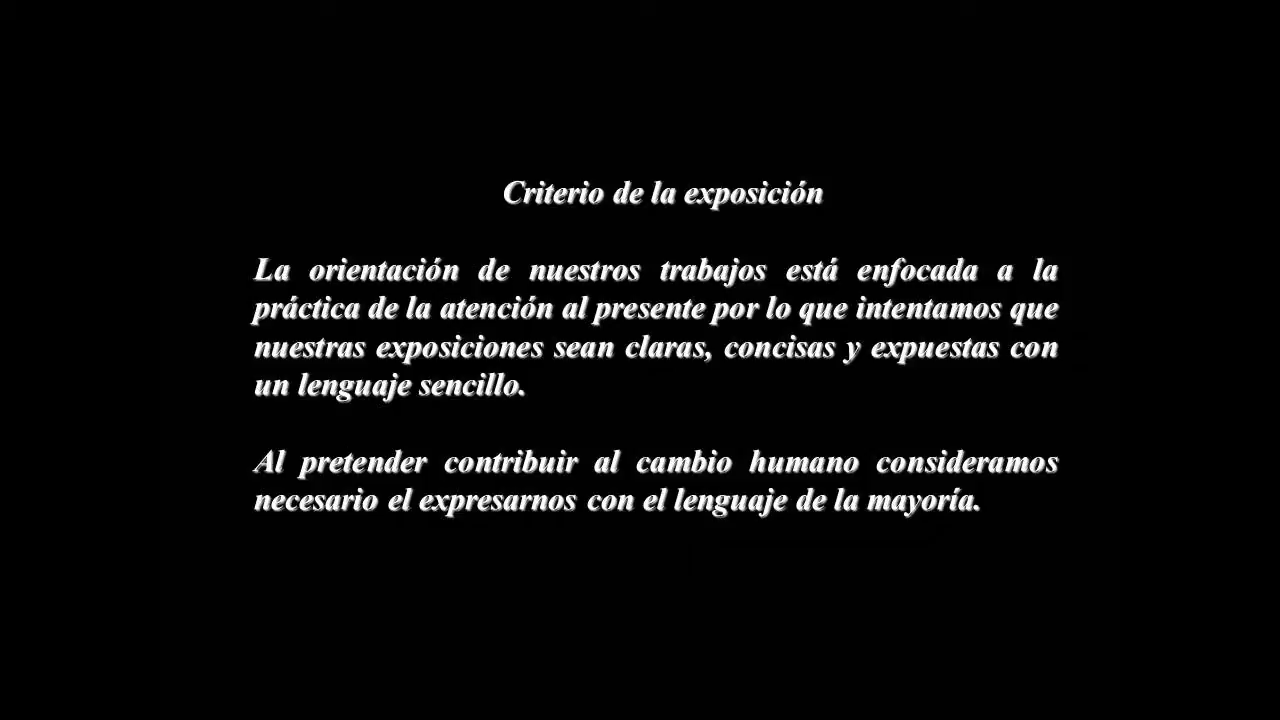 Criterio de la exposición
La orientación de nuestros trabajos está enfocada a la
práctica de la atención al presente por lo que intentamos que
nuestras exposiciones sean claras, concisas y expuestas con
un lenguaje sencillo.
Al pretender contribuir al cambio humano consideramos
necesario el expresarnos con el lenguaje de la mayoría.